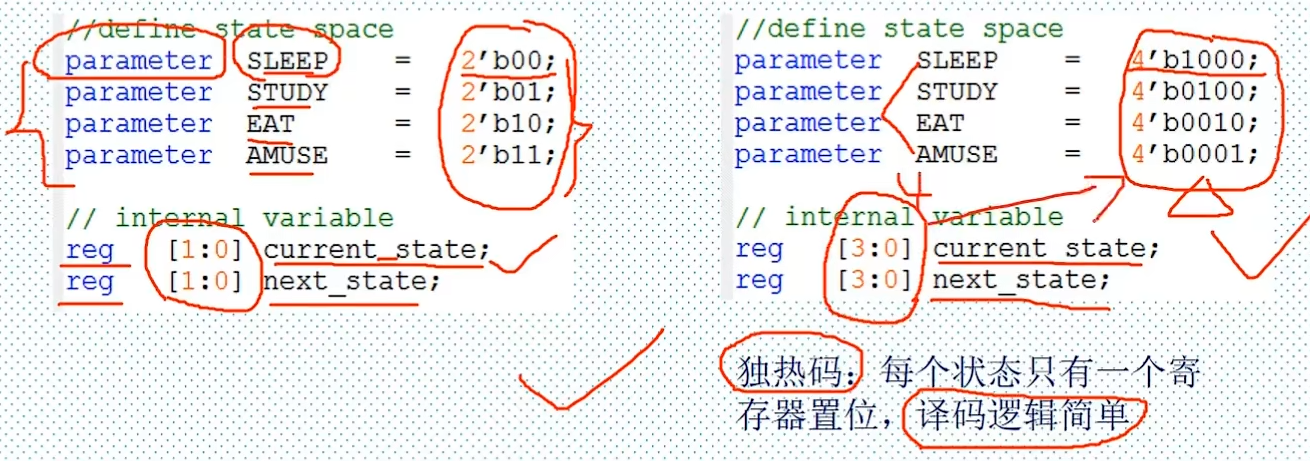 //define state space
parameter SLEEP = 2'b00;
parameter STUDY = 2'b01;
parameter EAT = 2'b10;
parameter AMUSE = 2'b11;
// internal variable
reg [1:0] current_state;
reg [1:0] next_state;
//define state space
parameter SLEEP = 4'b1000;
parameter STUDY = 4'b0100;
parameter EAT = 4'b0010;
parameter AMUSE = 4'b0001;
4
// internal variable
reg [3:0] current_state;
reg [3:0] next_state;
独热码：每个状态只有一个寄
存器置位，译码逻辑简单